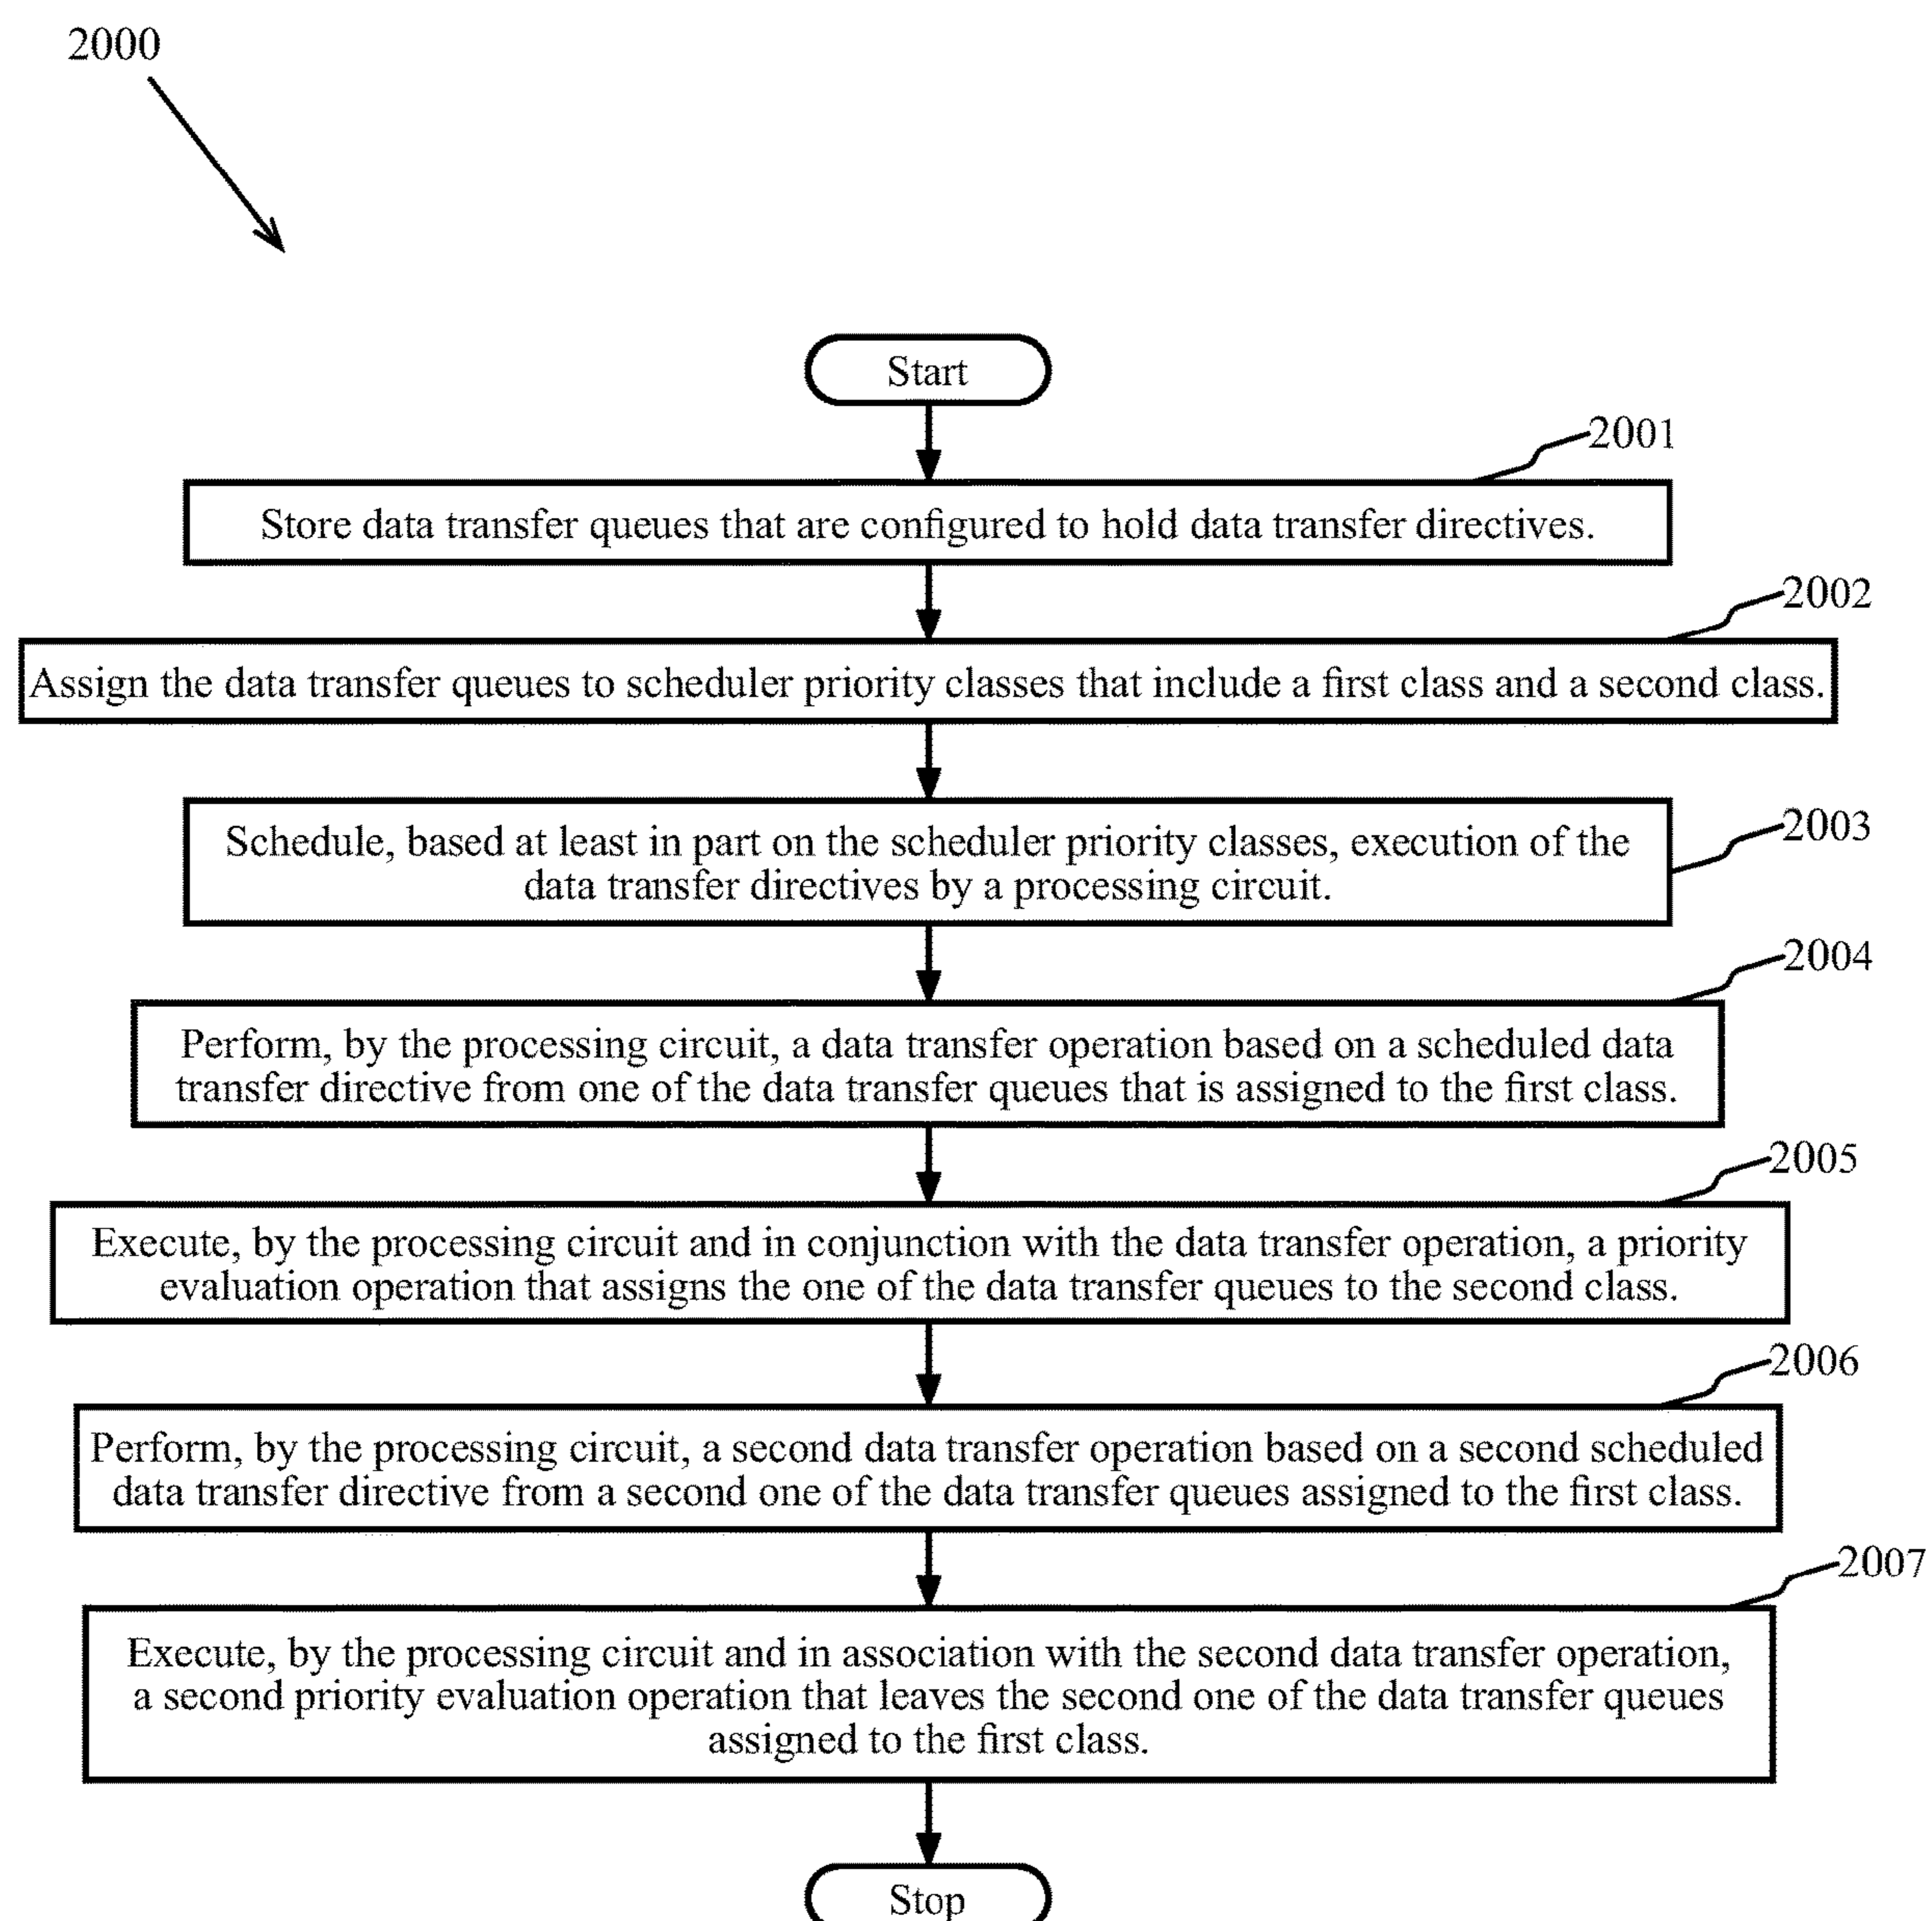 2000
Start
2001
Store data transfer queues that are configured to hold data transfer directives.
2002
Assign the data transfer queues to scheduler priority classes that include a first class and a second class.
2003
Schedule, based at least in part on the scheduler priority classes, execution of the
data transfer directives by a processing circuit.
2004
Perform, by the processing circuit, a data transfer operation based on a scheduled data
transfer directive from one of the data transfer queues that is assigned to the first class.
2005
Execute, by the processing circuit and in conjunction with the data transfer operation, a priority
evaluation operation that assigns the one of the data transfer queues to the second class.
2006
Perform, by the processing circuit, a second data transfer operation based on a second scheduled
data transfer directive from a second one of the data transfer queues assigned to the first class.
2007
Execute, by the processing circuit and in association with the second data transfer operation,
a second priority evaluation operation that leaves the second one of the data transfer queues
assigned to the first class.
Stop